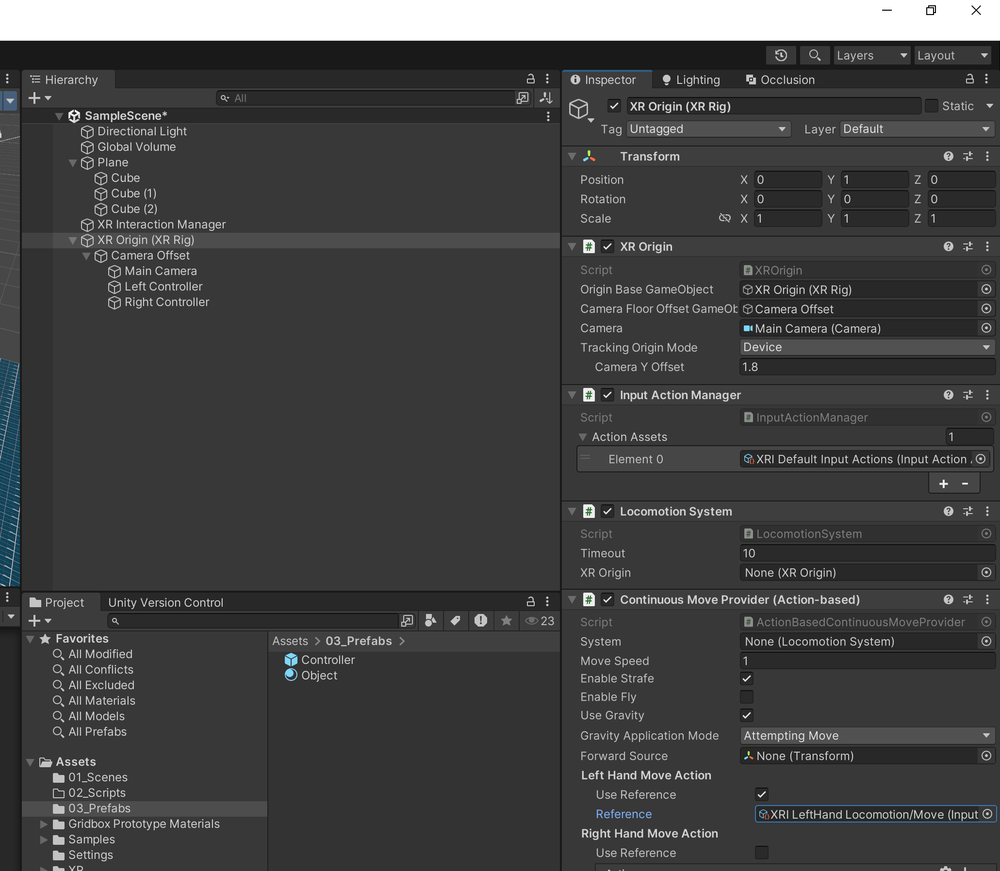 Layers
Layout
Hierarchy
All
SampleScene*
Directional Light
Global Volume
Plane
Cube
Cube (1)
Cube (2)
XR Interaction Manager
XR Origin (XR Rig)
Camera Offset
Main Camera
Left Controller
Right Controller
Inspector
Lighting
Occlusion
XR Origin (XR Rig)
Static
Tag Untagged Layer Default
Transform
Position X 0 Y 1 Z 0
Rotation X 0 Y 0 Z 0
Scale X 1 Y 1 Z 1
XR Origin
Script XROrigin
Origin Base GameObject XR Origin (XR Rig)
Camera Floor Offset GameOb Camera Offset
Camera Main Camera (Camera)
Tracking Origin Mode Device
Camera Y Offset 1.8
Input Action Manager
Script InputActionManager
Action Assets 1
Element 0 XRI Default Input Actions (Input Action
Locomotion System
Script LocomotionSystem
Timeout 10
XR Origin None (XR Origin)
Continuous Move Provider (Action-based)
Script ActionBasedContinuousMoveProvider
System None (Locomotion System)
Move Speed 1
Enable Strafe
Enable Fly
Use Gravity
Gravity Application Mode Attempting Move
Forward Source None (Transform)
Left Hand Move Action
Use Reference
Reference XRI LeftHand Locomotion/Move (Input
Right Hand Move Action
Use Reference
Project
Unity Version Control
23
Favorites
All Modified
All Conflicts
All Excluded
All Materials
All Models
All Prefabs
Assets
01_Scenes
02_Scripts
03_Prefabs
Gridbox Prototype Materials
Samples
Settings
XR
Assets > 03_Prefabs >
Controller
Object